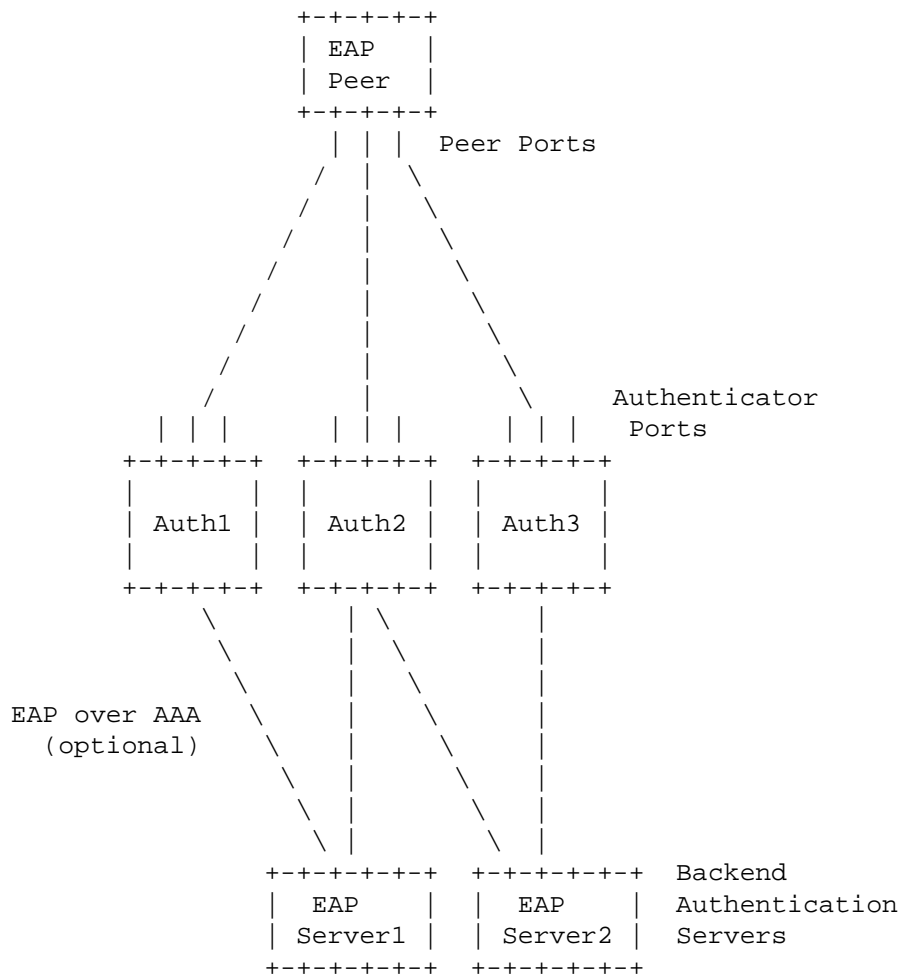 EAP
Peer
Peer Ports
Authenticator
Ports
Auth1 Auth2 Auth3
EAP over AAA
(optional)
Backend
EAP EAP Authentication
Server1 Server2 Servers